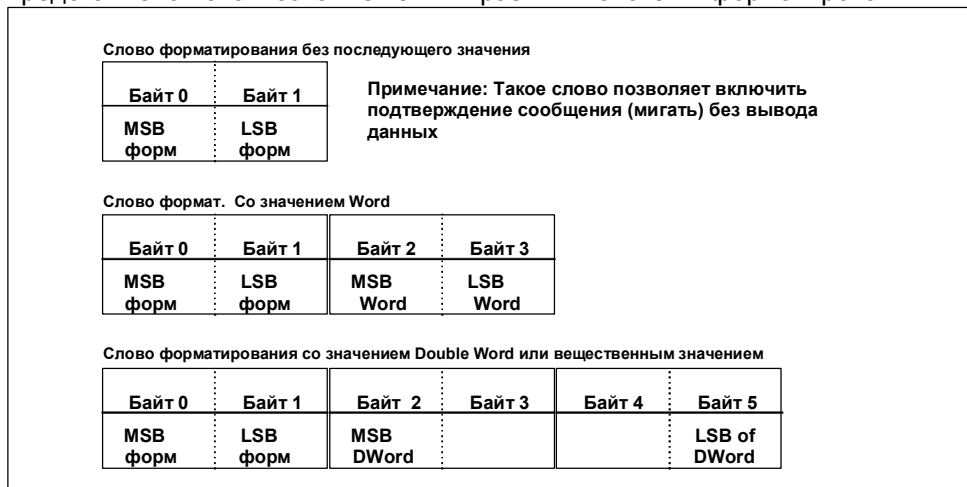 Слово форматирования без последующего значения
Байт 0 Байт 1
MSB LSB
форм форм
Примечание: Такое слово позволяет включить
подтверждение сообщения (мигать) без вывода
данных
Слово формат. Со значением Word
Байт 0 Байт 1 Байт 2 Байт 3
MSB LSB MSB LSB
форм форм Word Word
Слово форматирования со значением Double Word или вещественным значением
Байт 0 Байт 1 Байт 2 Байт 3 Байт 4 Байт 5
MSB LSB MSB LSB of
форм форм DWord DWord